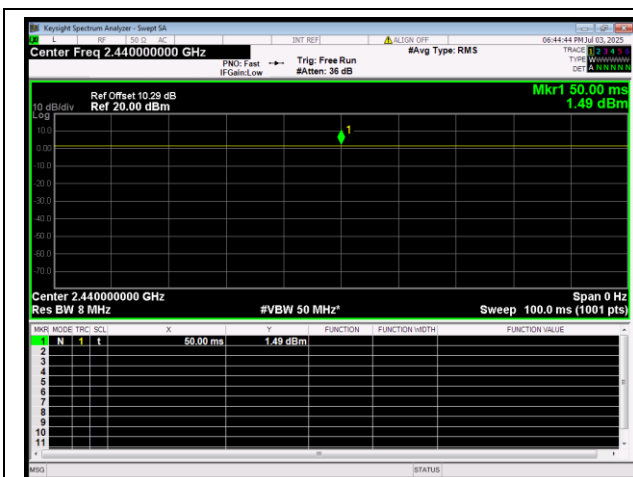 Keysight Spectrum Analyzer - Swept SA
L RF 50 Ω AC INT REF ALIGN OFF 06:44:44 PM Jul 03, 2025
Center Freq 2.440000000 GHz #Avg Type: RMS TRACE 1 2 3 4 5 6
PNO: Fast Trig: Free Run TYPE WWWWWW
IFGain:Low #Atten: 36 dB DET A N N N N N
Mkr1 50.00 ms
Ref Offset 10.29 dB
10 dB/div Ref 20.00 dBm 1.49 dBm
Log
10.0
1
0.00
-10.0
-20.0
-30.0
-40.0
-50.0
-60.0
-70.0
Center 2.440000000 GHz Span 0 Hz
Res BW 8 MHz #VBW 50 MHz* Sweep 100.0 ms (1001 pts)
MKR MODE TRC SCL X Y FUNCTION FUNCTION WIDTH FUNCTION VALUE
1 N 1 t 50.00 ms 1.49 dBm
2
3
4
5
6
7
8
9
10
11
MSG STATUS